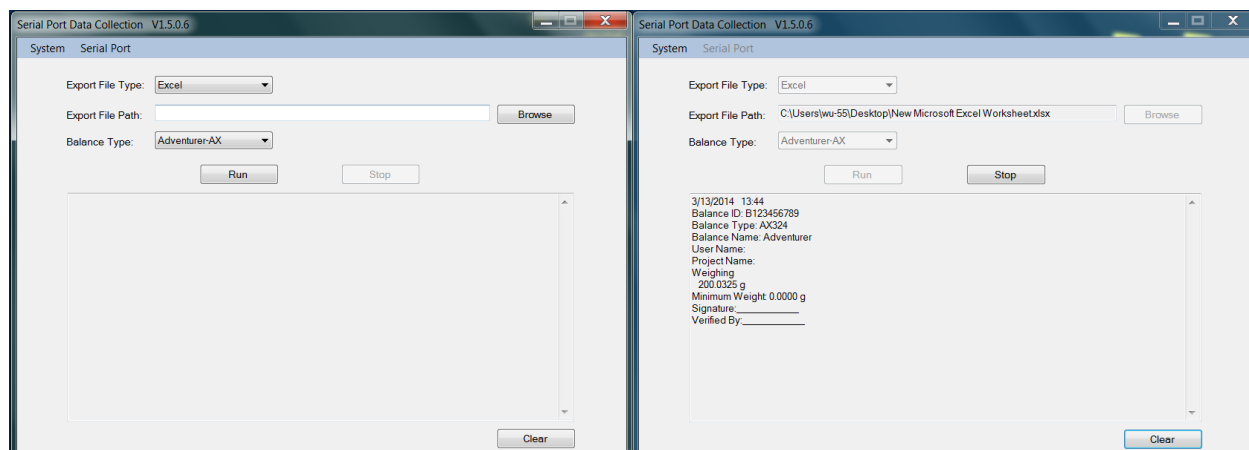 Serial Port Data Collection V1.5.0.6
System Serial Port
Export File Type: Excel
Export File Path:
Browse
Balance Type: Adventurer-AX
Run Stop
Clear
Serial Port Data Collection V1.5.0.6
System Serial Port
Export File Type: Excel
Export File Path: C:\Users\wu-55\Desktop\New Microsoft Excel Worksheet.xlsx Browse
Balance Type: Adventurer-AX
Run Stop
3/13/2014 13:44
Balance ID: B123456789
Balance Type: AX324
Balance Name: Adventurer
User Name:
Project Name:
Weighing
200.0325 g
Minimum Weight: 0.0000 g
Signature:____________
Verified By:____________
Clear